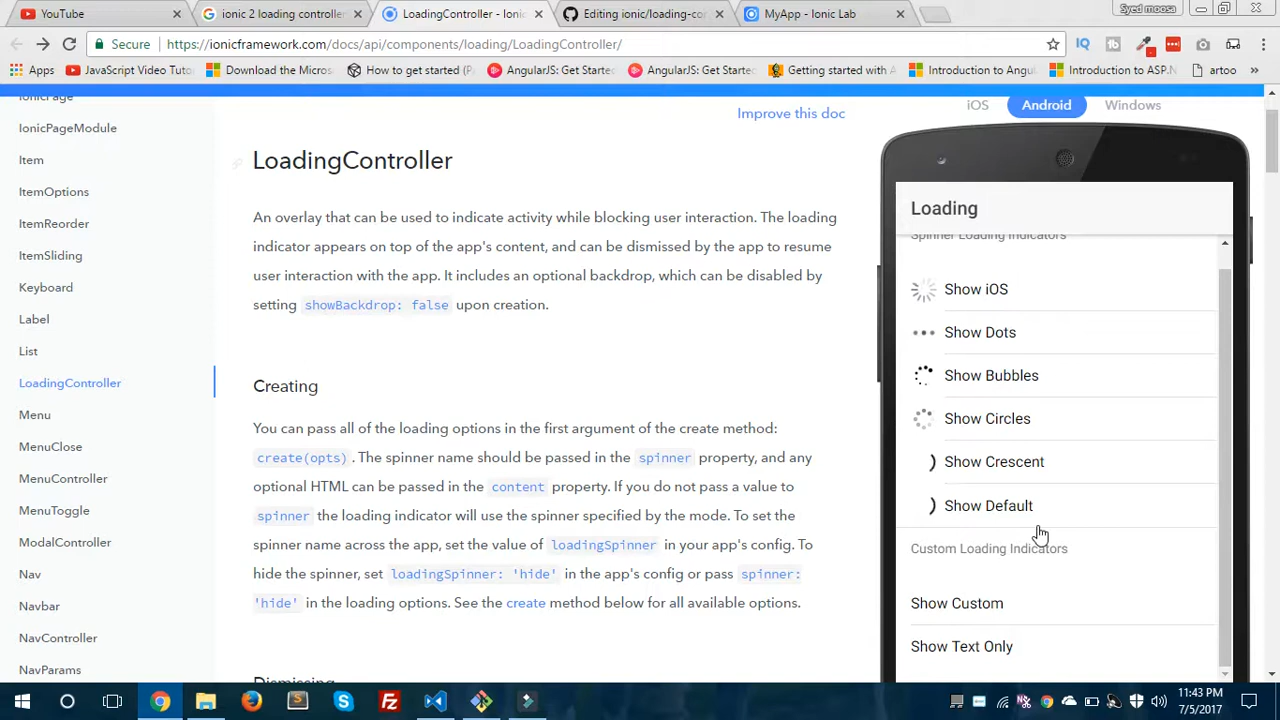 YouTube
ionic 2 loading controller
LoadingController - Ionic
Editing ionic/loading-co
MyApp - Ionic Lab
Syed moosa
Secure
https://ionicframework.com/docs/api/components/loading/LoadingController/
Apps
JavaScript Video Tuto
Download the Micros
How to get started (P
AngularJS: Get Starte
AngularJS: Get Starte
Getting started with A
Introduction to Angu
Introduction to ASP.N
artoo
»
IonicPage
IonicPageModule
Item
ItemOptions
ItemReorder
ItemSliding
Keyboard
Label
List
LoadingController
Menu
MenuClose
MenuController
MenuToggle
ModalController
Nav
Navbar
NavController
NavParams
Improve this doc
LoadingController
An overlay that can be used to indicate activity while blocking user interaction. The loading
indicator appears on top of the app's content, and can be dismissed by the app to resume
user interaction with the app. It includes an optional backdrop, which can be disabled by
setting showBackdrop: false upon creation.
Creating
You can pass all of the loading options in the first argument of the create method:
create(opts) . The spinner name should be passed in the spinner property, and any
optional HTML can be passed in the content property. If you do not pass a value to
spinner the loading indicator will use the spinner specified by the mode. To set the
spinner name across the app, set the value of loadingSpinner in your app's config. To
hide the spinner, set loadingSpinner: 'hide' in the app's config or pass spinner:
'hide' in the loading options. See the create method below for all available options.
Dismissing
iOS
Android
Windows
Loading
Spinner Loading Indicators
Show iOS
Show Dots
Show Bubbles
Show Circles
Show Crescent
Show Default
Custom Loading Indicators
Show Custom
Show Text Only
11:43 PM
7/5/2017